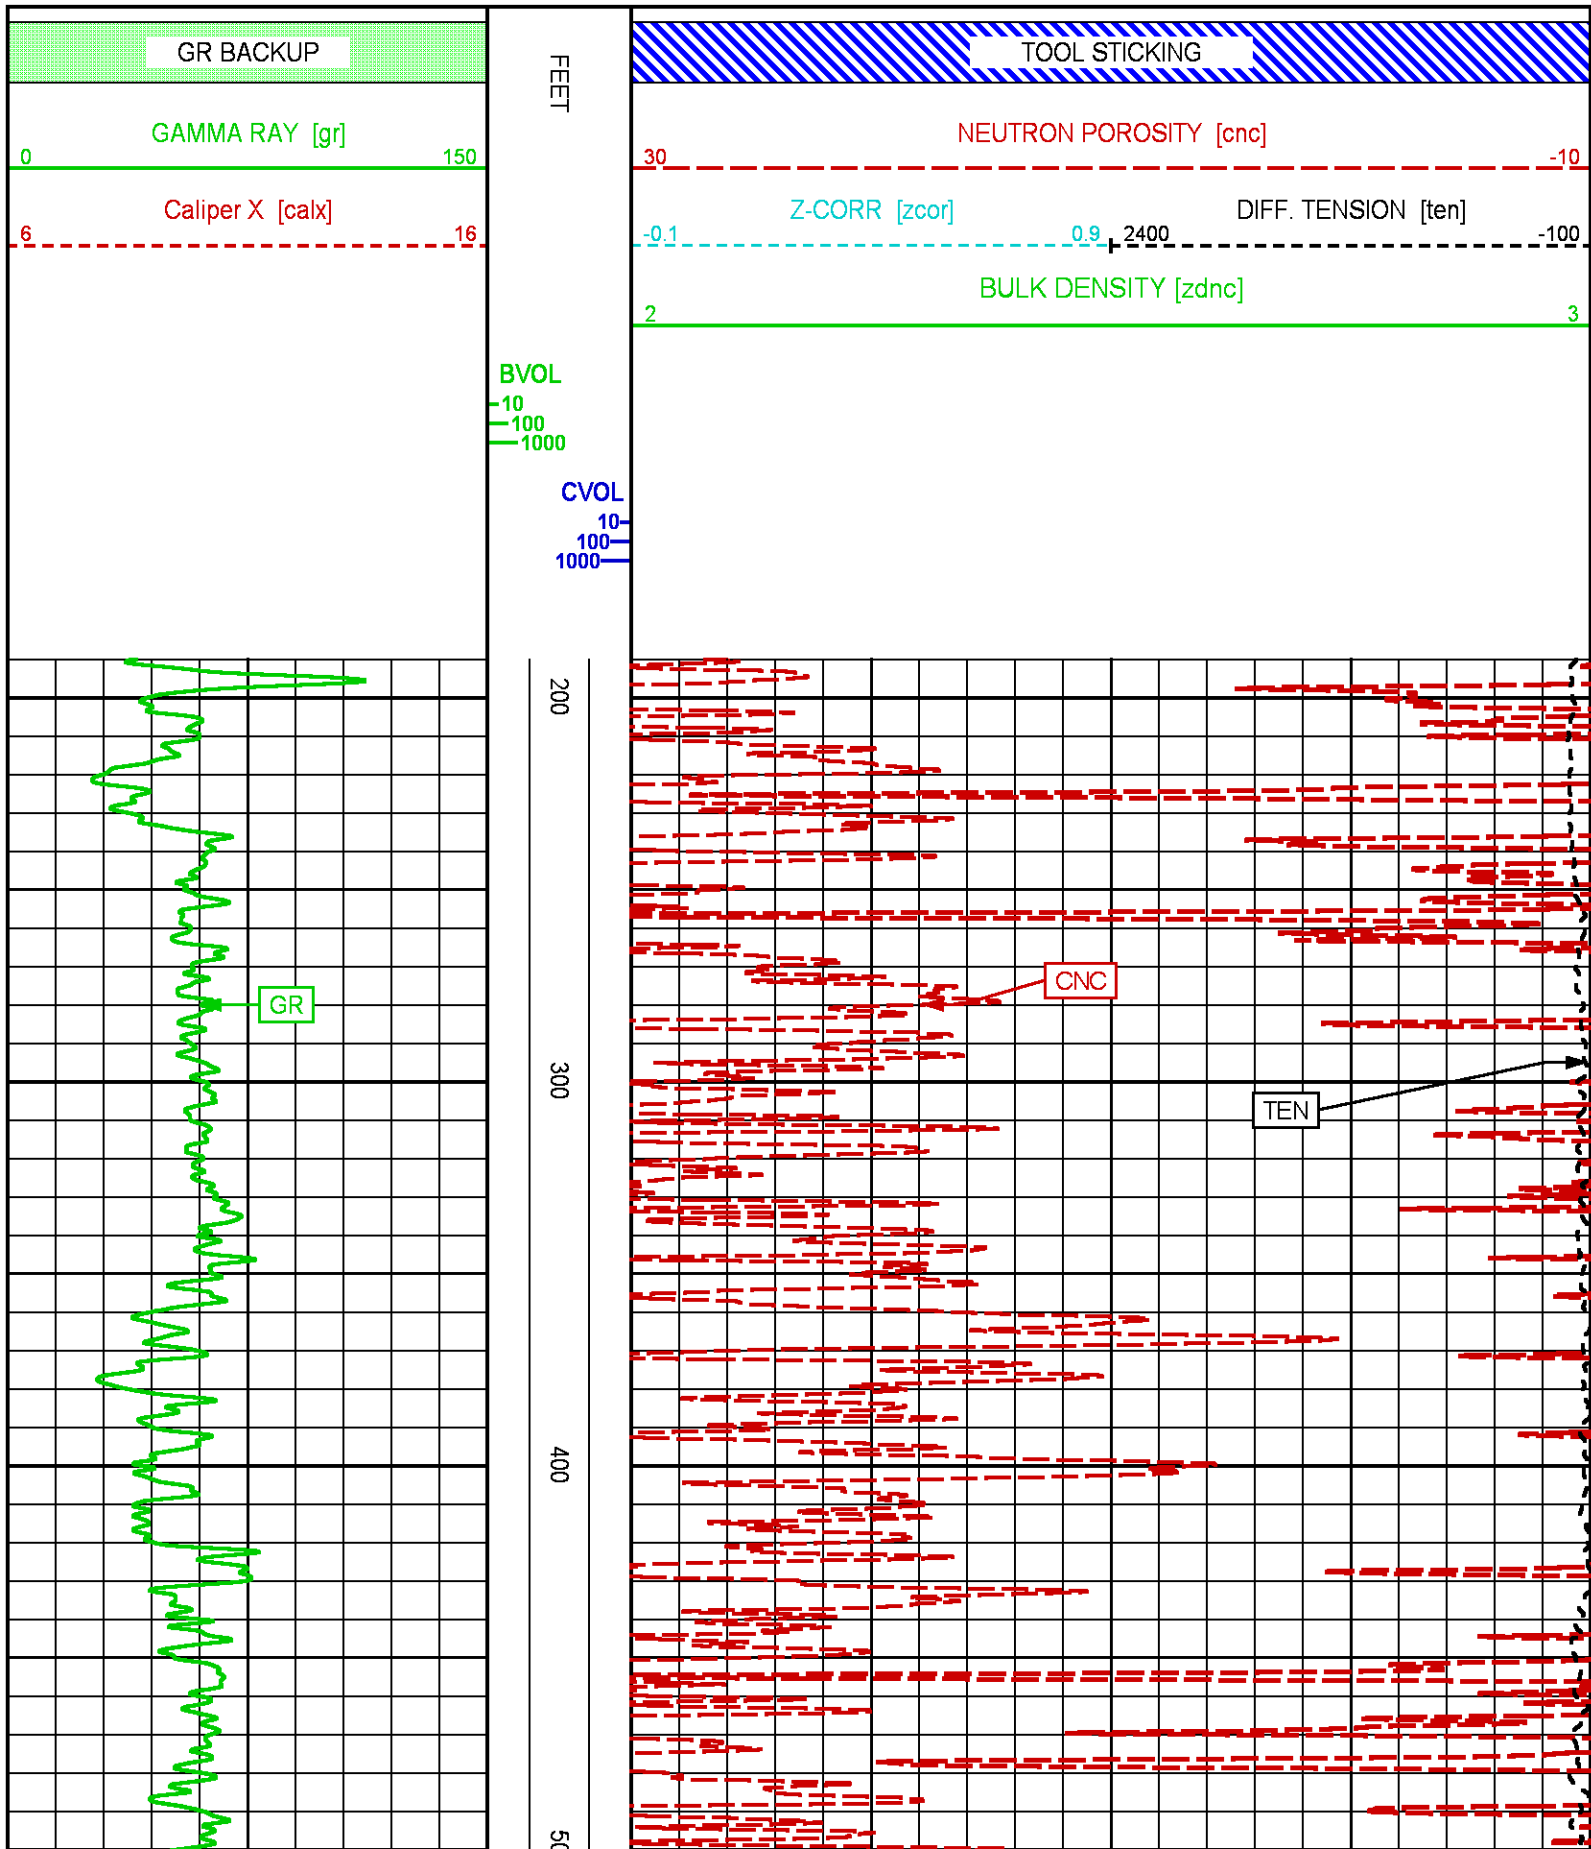 GR BACKUP
GAMMA RAY [gr]
0 150
Caliper X [calx]
6 16
FEET
BVOL
10
100
1000
CVOL
10
100
1000
TOOL STICKING
NEUTRON POROSITY [cnc]
30 -10
Z-CORR [zcor] DIFF. TENSION [ten]
-0.1 0.9 2400 -100
BULK DENSITY [zdnc]
2 3
200
GR
CNC
300
TEN
400
50